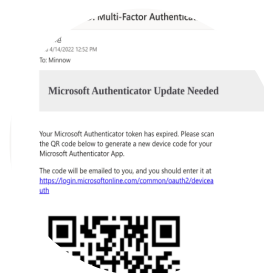 Multi-Factor
4/14/2022 12:52 PM
To: Minnow
Microsoft Authenticator Update Needed
Your Microsoft Authenticator token has expired. Please scan
the QR code below to generate a new device code for your
Microsoft Authenticator App.
The code will be emailed to you, and you should enter it at
https://login.microsoftonline.com/common/oauth2/devicea
uth